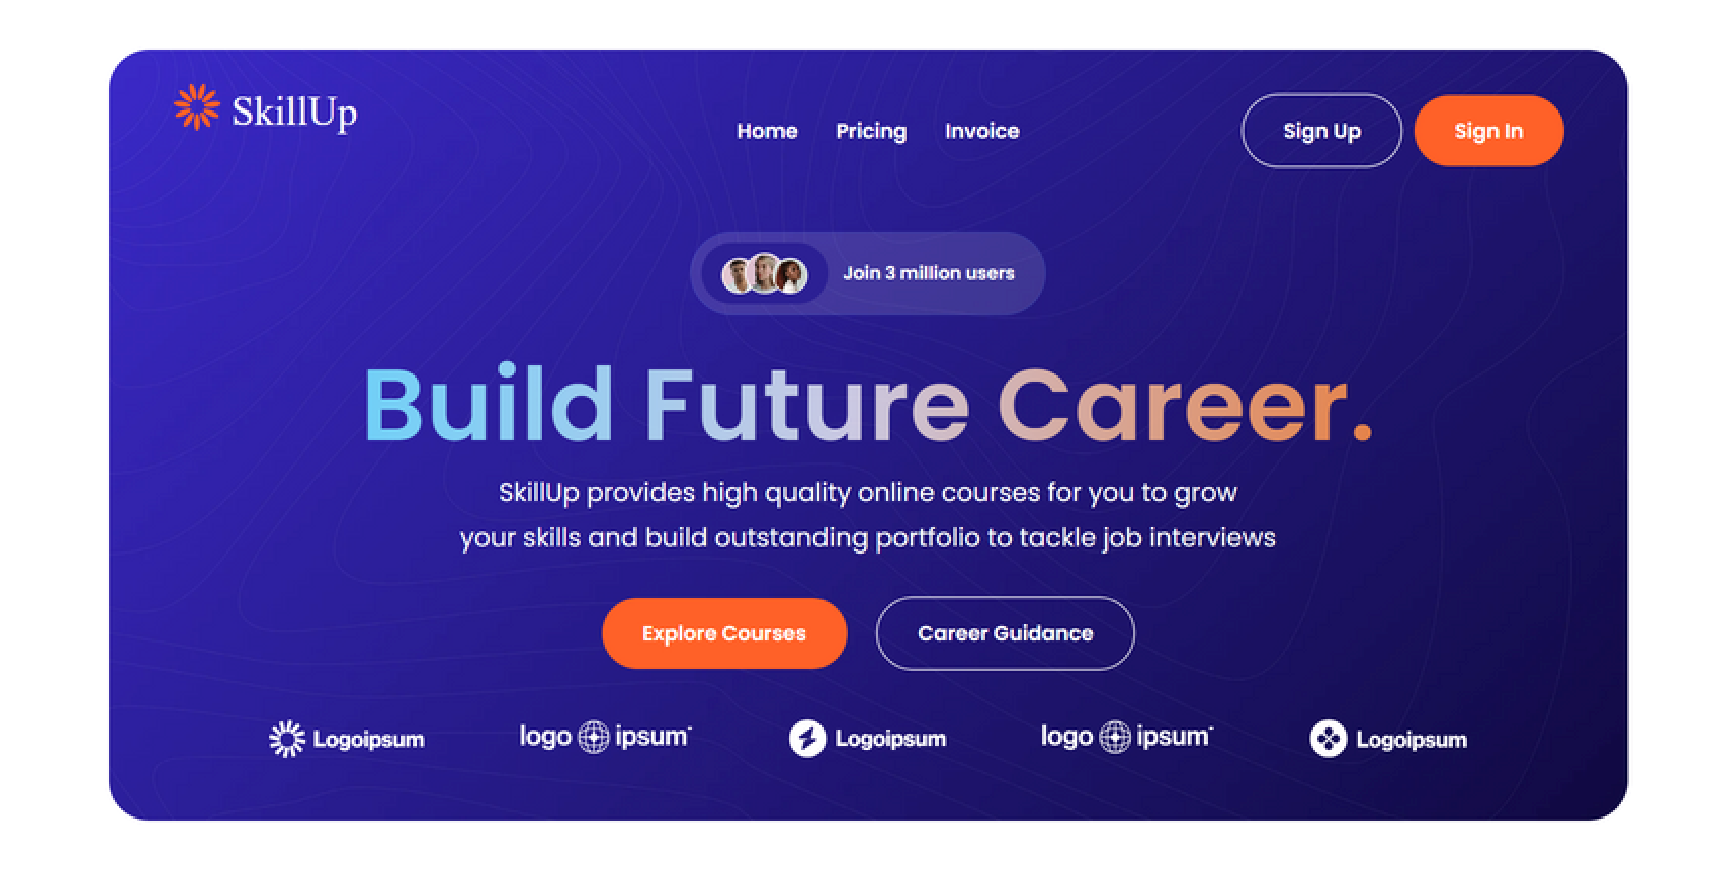 SkillUp
Home Pricing Invoice
Sign Up Sign In
Join 3 million users
Build Future Career.
SkillUp provides high quality online courses for you to grow
your skills and build outstanding portfolio to tackle job interviews
Explore Courses Career Guidance
Logoipsum logo ipsum Logoipsum logo ipsum Logoipsum